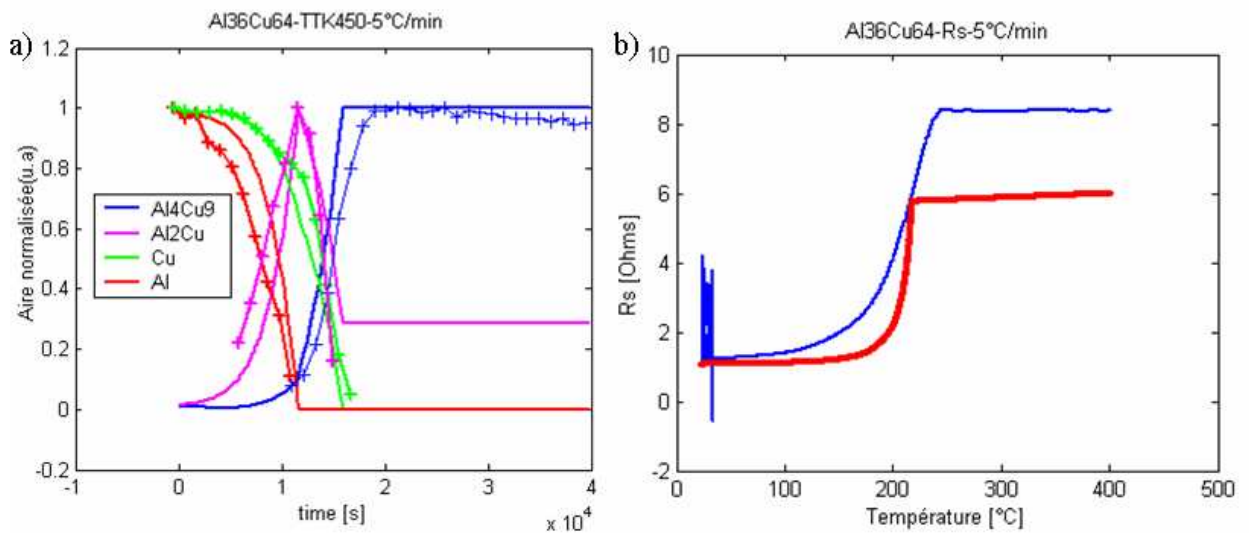 a)
Al36Cu64-TTK450-5°C/min
Aire normalisée(u.a)
1.2
1
0.8
0.6
0.4
0.2
0
-0.2
Al4Cu9
Al2Cu
Cu
Al
-1 0 1 2 3 4
time [s]
x 10^4
b)
Al36Cu64-Rs-5°C/min
Rs [Ohms]
10
8
6
4
2
0
-2
0 100 200 300 400 500
Température [°C]